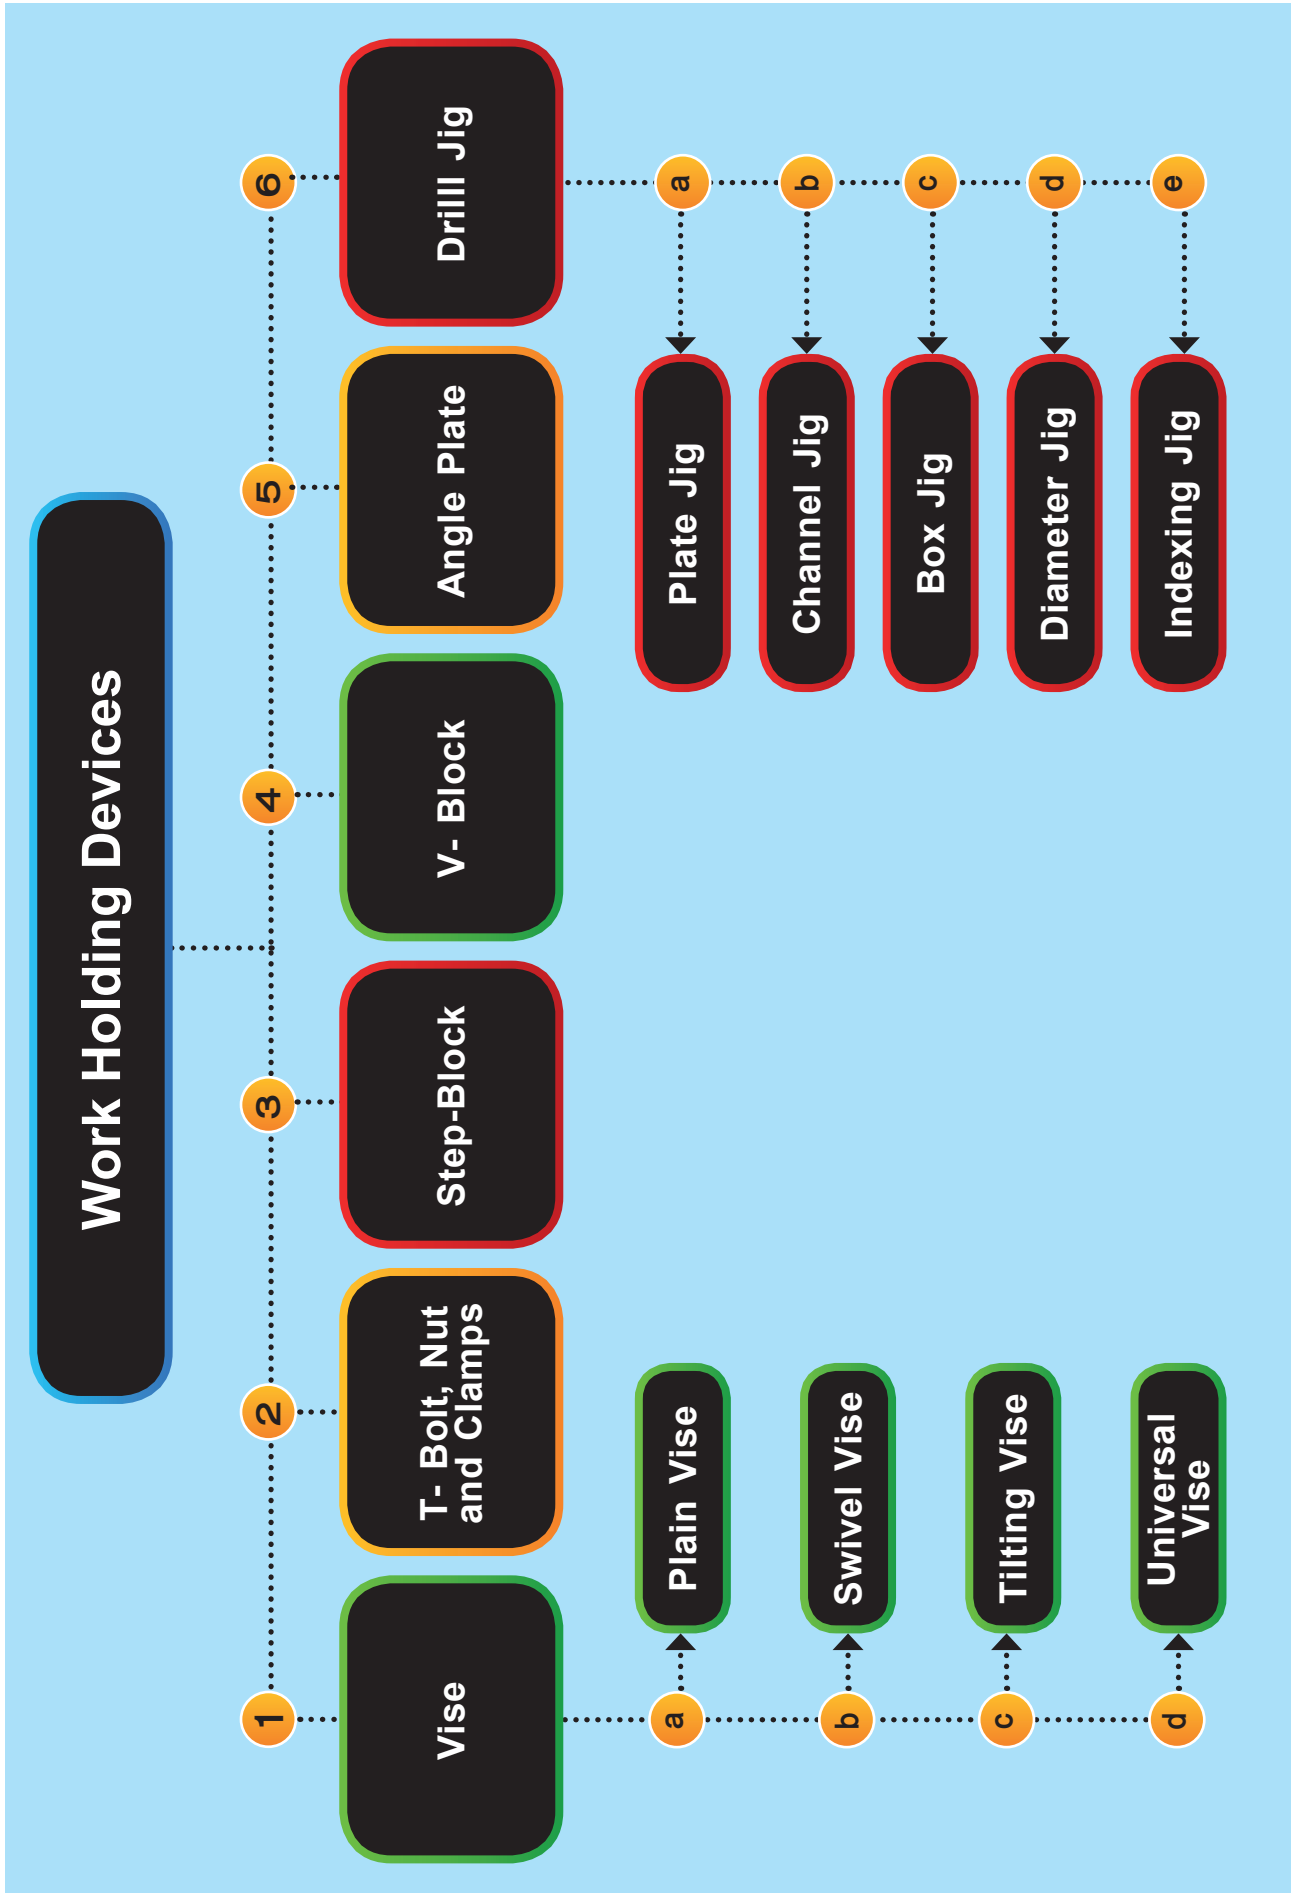 Work Holding Devices
1
2
3
4
5
6
Vise
T- Bolt, Nut
and Clamps
Step-Block
V- Block
Angle Plate
Drilll Jig
a
Plain Vise
b
Swivel Vise
c
Tilting Vise
d
Universal
Vise
a
Plate Jig
b
Channel Jig
c
Box Jig
d
Diameter Jig
e
Indexing Jig